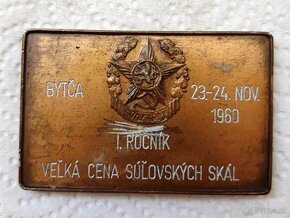 BYTČA
23.-24. NOV.
1960
I. ROČNÍK
VEĽKÁ CENA SÚĽOVSKÝCH SKÁL